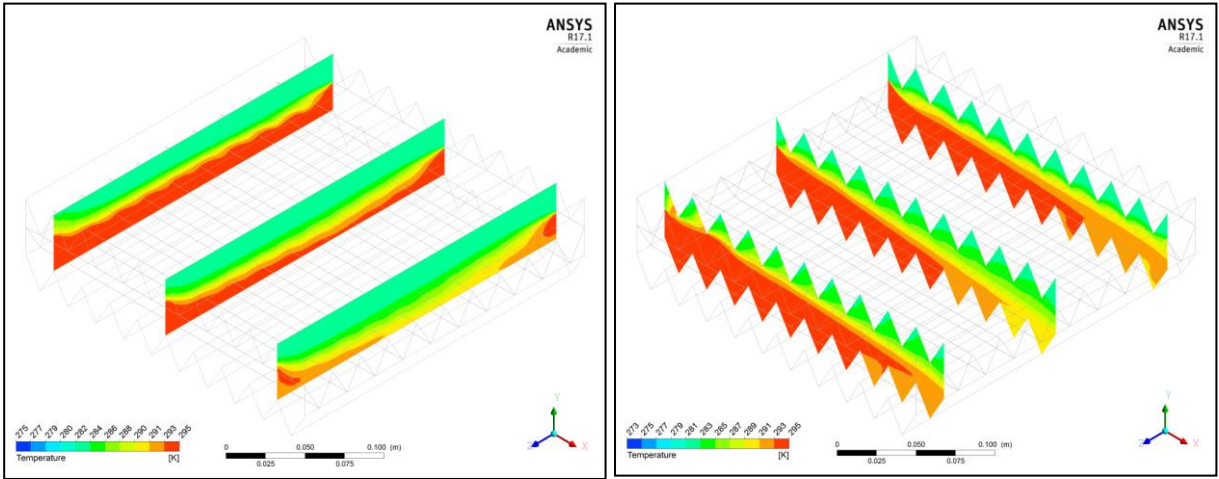 ANSYS
R17.1
Academic
275 277 279 280 282 284 286 288 290 291 293 295
Temperature [K]
0 0.050 0.100 (m)
0.025 0.075
Y
Z X
ANSYS
R17.1
Academic
273 275 277 279 281 283 285 287 289 291 293 295
Temperature [K]
0 0.050 0.100 (m)
0.025 0.075
Y
Z X